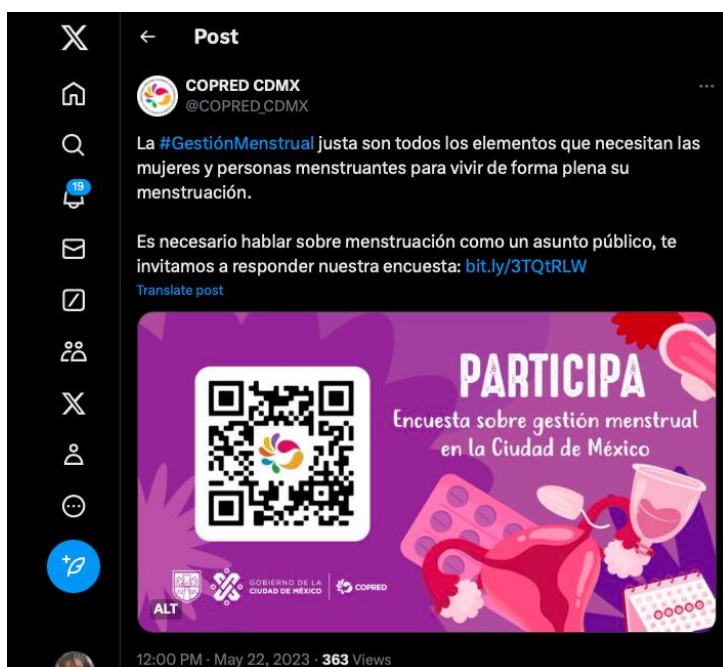 Post
COPRED CDMX
@COPRED_CDMX
La #GestiónMenstrual justa son todos los elementos que necesitan las
mujeres y personas menstruantes para vivir de forma plena su
menstruación.
Es necesario hablar sobre menstruación como un asunto público, te
invitamos a responder nuestra encuesta: bit.ly/3TQtRLW
Translate post
19
PARTICIPA
Encuesta sobre gestión menstrual
en la Ciudad de México
GOBIERNO DE LA
CIUDAD DE MÉXICO
COPRED
ALT
12:00 PM · May 22, 2023 · 363 Views